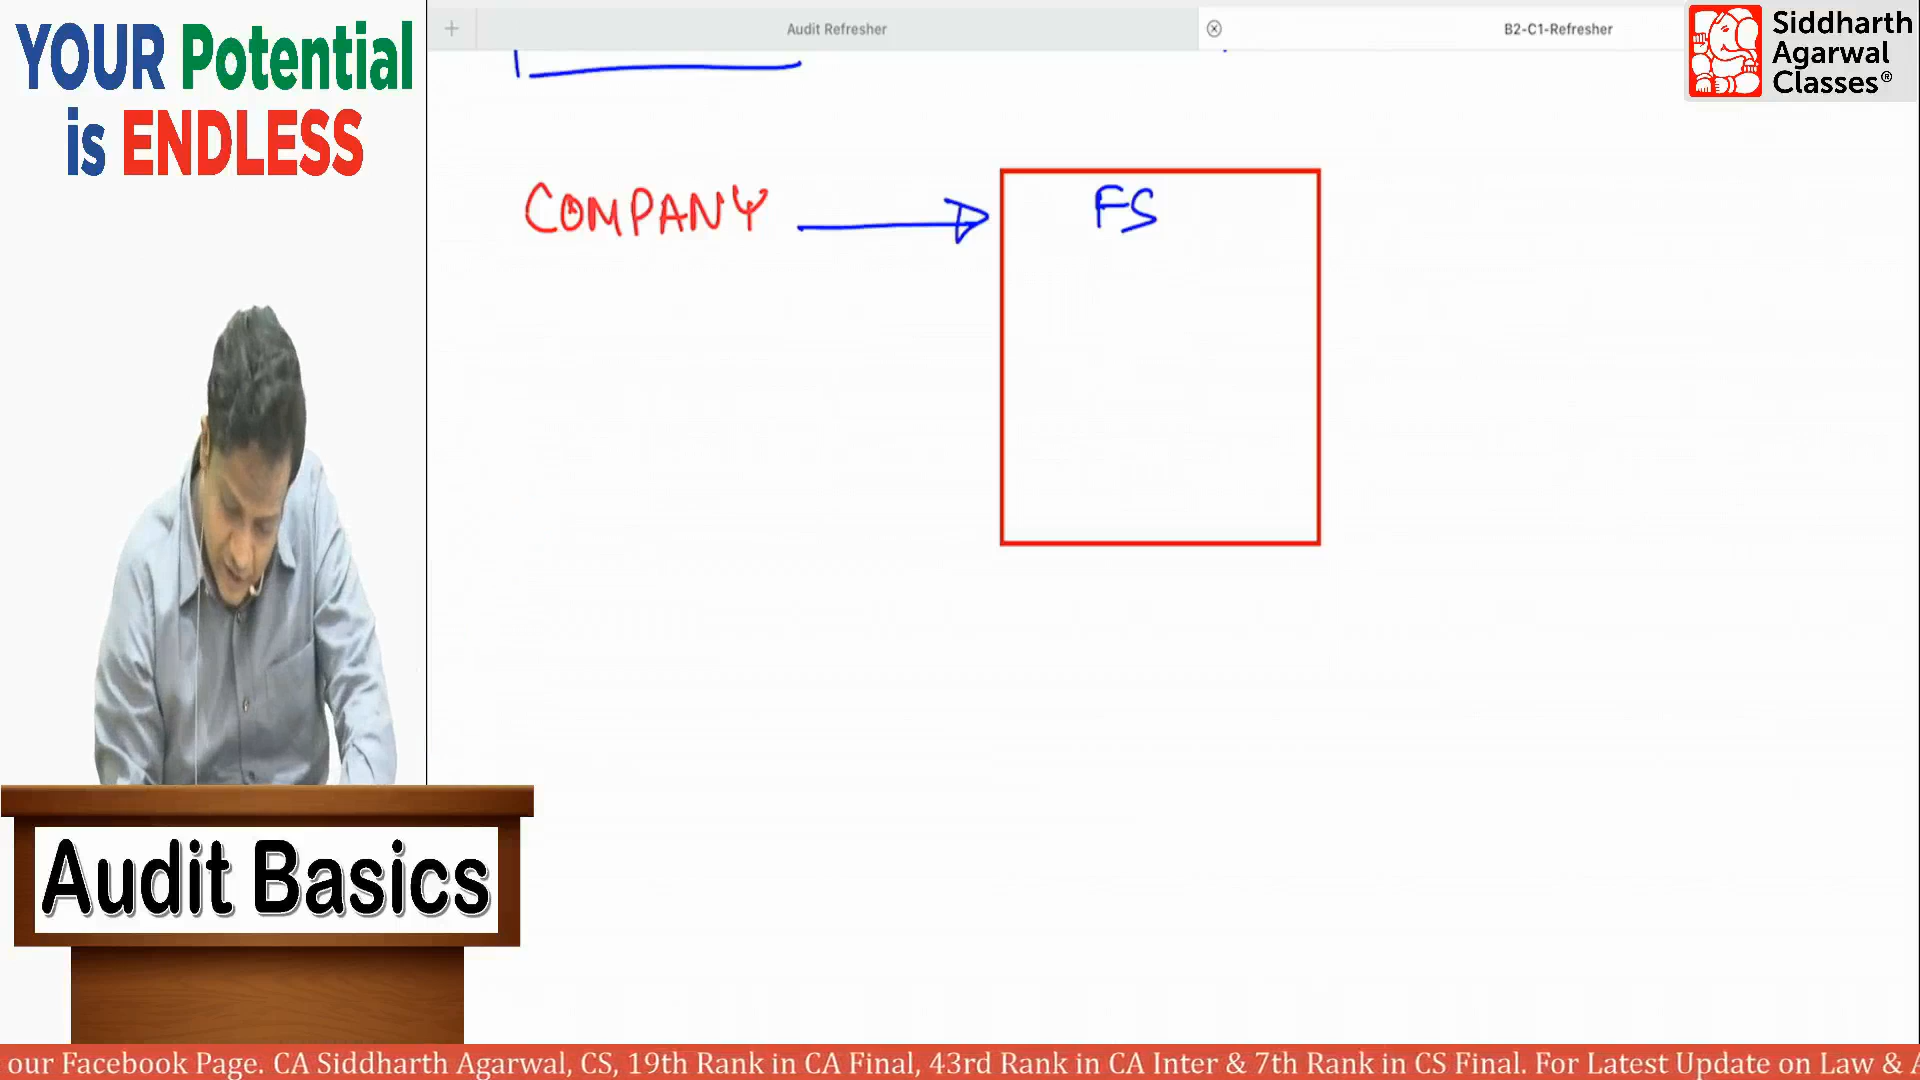 YOUR Potential
is ENDLESS
Audit Refresher
B2-C1-Refresher
Siddharth
Agarwal
Classes®
COMPANY
FS
Audit Basics
our Facebook Page. CA Siddharth Agarwal, CS, 19th Rank in CA Final, 43rd Rank in CA Inter & 7th Rank in CS Final. For Latest Update on Law &